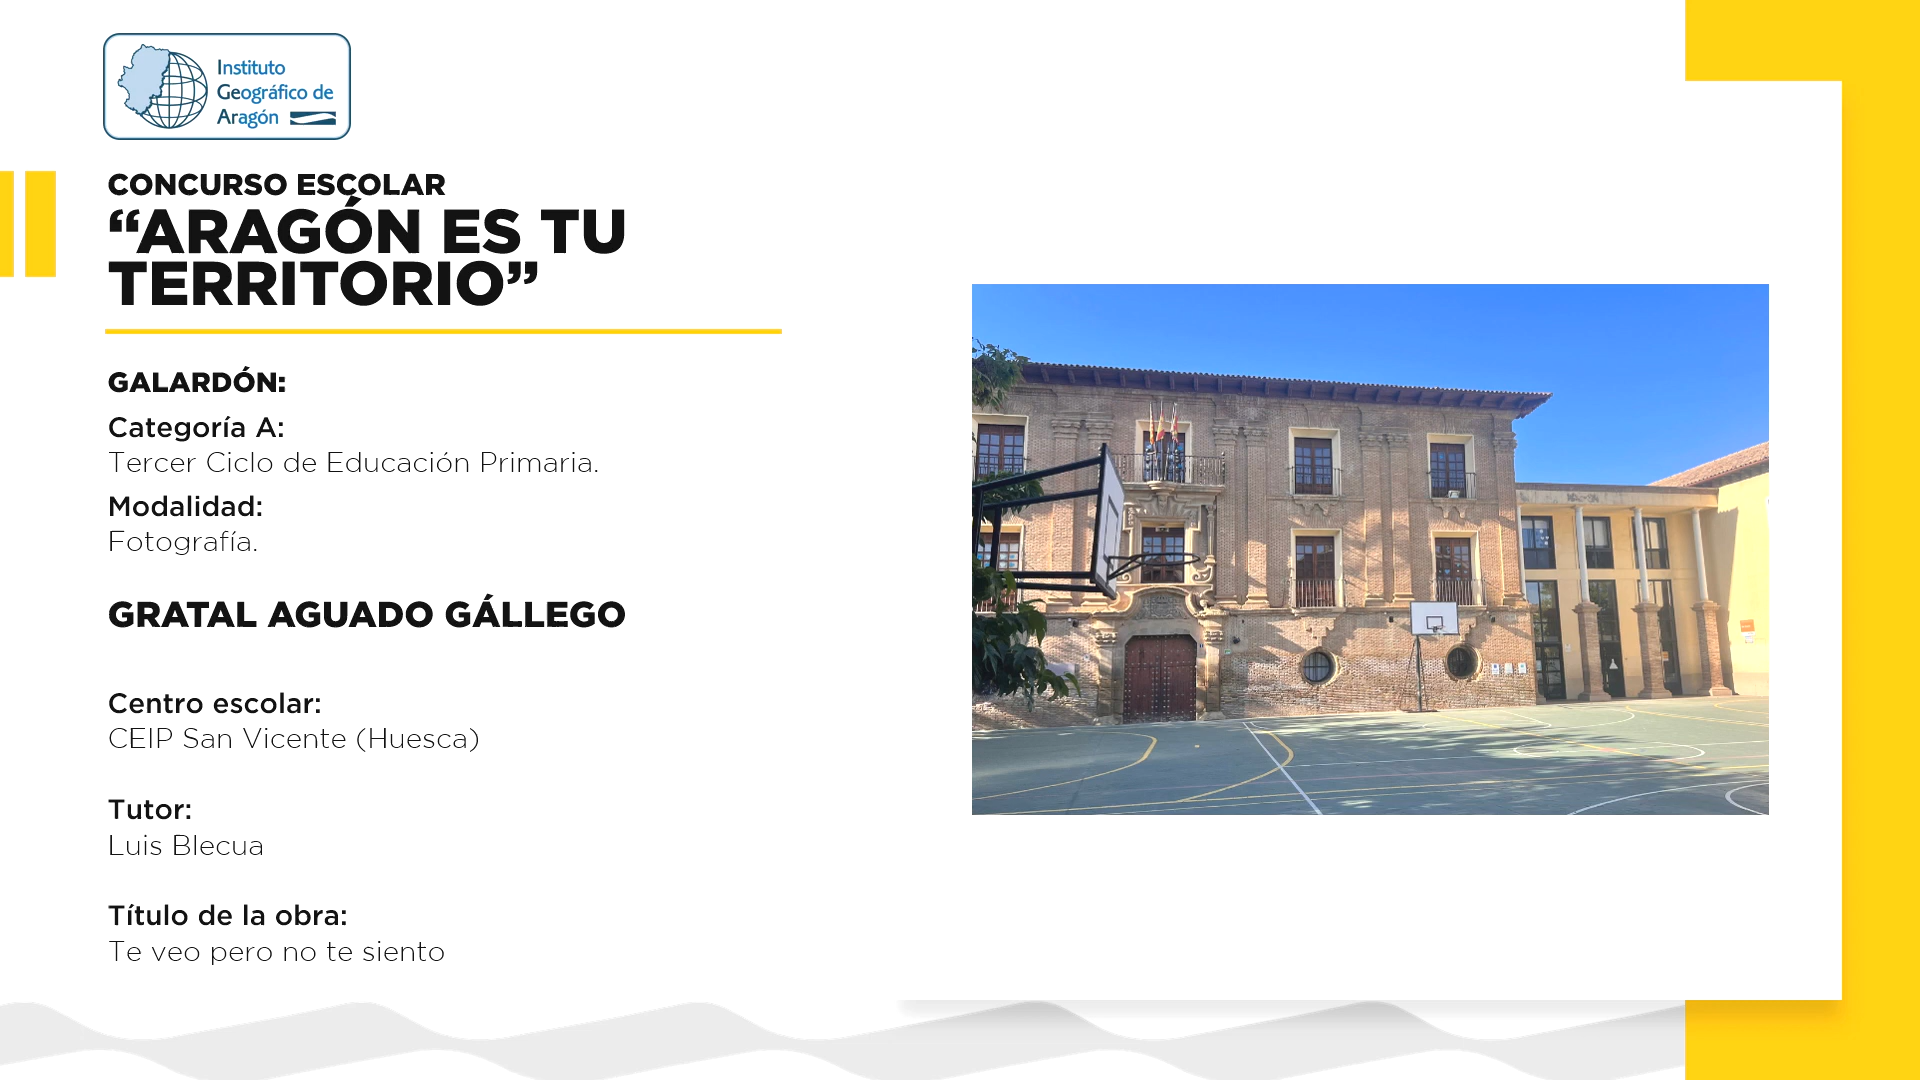 Instituto
Geográfico de
Aragón
CONCURSO ESCOLAR
“ARAGÓN ES TU
TERRITORIO”
GALARDÓN:
Categoría A:
Tercer Ciclo de Educación Primaria.
Modalidad:
Fotografía.
GRATAL AGUADO GÁLLEGO
Centro escolar:
CEIP San Vicente (Huesca)
Tutor:
Luis Blecua
Título de la obra:
Te veo pero no te siento